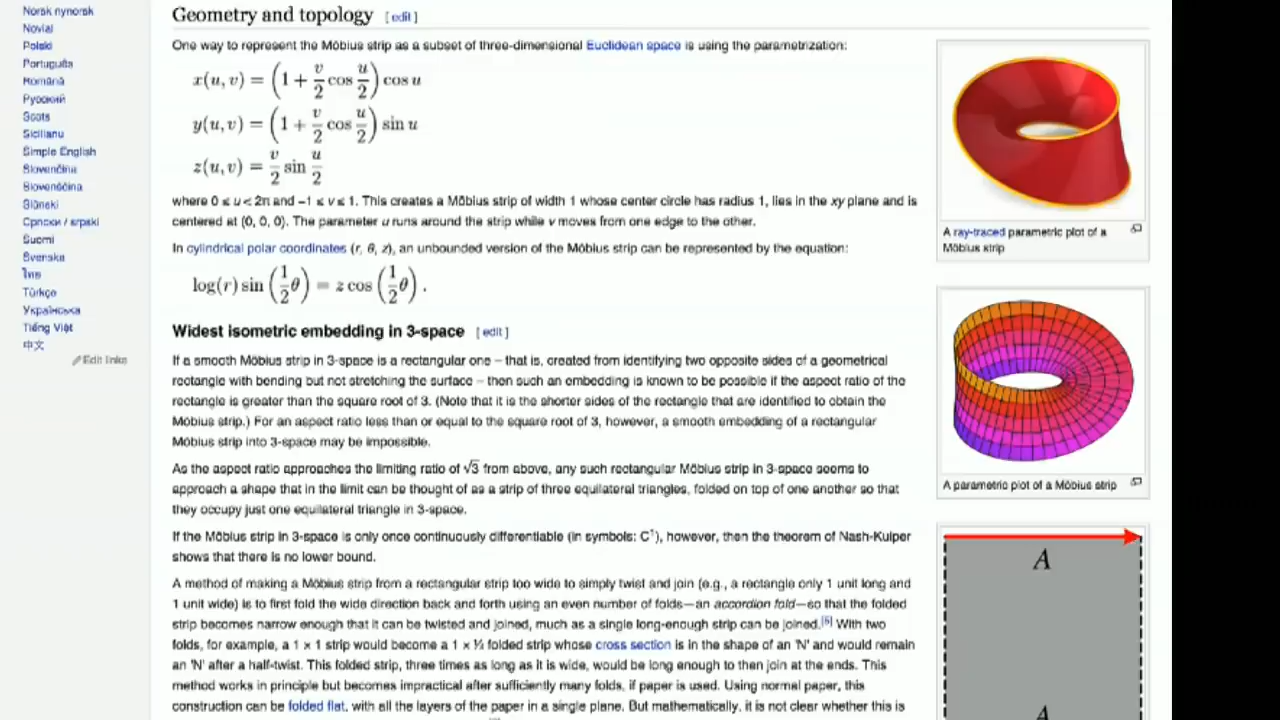 Norsk nynorsk
Novial
Polski
Português
Română
Русский
Scots
Sicilianu
Simple English
Slovenčina
Slovenščina
Ślůnski
Српски / srpski
Suomi
Svenska
ไทย
Türkçe
Українська
Tiếng Việt
中文
Edit links
Geometry and topology [edit]
One way to represent the Möbius strip as a subset of three-dimensional Euclidean space is using the parametrization:
x(u, v) = (1 + v/2 cos u/2) cos u
y(u, v) = (1 + v/2 cos u/2) sin u
z(u, v) = v/2 sin u/2
where 0 ≤ u < 2π and −1 ≤ v ≤ 1. This creates a Möbius strip of width 1 whose center circle has radius 1, lies in the xy plane and is
centered at (0, 0, 0). The parameter u runs around the strip while v moves from one edge to the other.
In cylindrical polar coordinates (r, θ, z), an unbounded version of the Möbius strip can be represented by the equation:
log(r) sin (1/2 θ) = z cos (1/2 θ) .
Widest isometric embedding in 3-space [edit]
If a smooth Möbius strip in 3-space is a rectangular one – that is, created from identifying two opposite sides of a geometrical
rectangle with bending but not stretching the surface – then such an embedding is known to be possible if the aspect ratio of the
rectangle is greater than the square root of 3. (Note that it is the shorter sides of the rectangle that are identified to obtain the
Möbius strip.) For an aspect ratio less than or equal to the square root of 3, however, a smooth embedding of a rectangular
Möbius strip into 3-space may be impossible.
As the aspect ratio approaches the limiting ratio of √3 from above, any such rectangular Möbius strip in 3-space seems to
approach a shape that in the limit can be thought of as a strip of three equilateral triangles, folded on top of one another so that
they occupy just one equilateral triangle in 3-space.
If the Möbius strip in 3-space is only once continuously differentiable (in symbols: C¹), however, then the theorem of Nash-Kuiper
shows that there is no lower bound.
A method of making a Möbius strip from a rectangular strip too wide to simply twist and join (e.g., a rectangle only 1 unit long and
1 unit wide) is to first fold the wide direction back and forth using an even number of folds—an accordion fold—so that the folded
strip becomes narrow enough that it can be twisted and joined, much as a single long-enough strip can be joined.[5] With two
folds, for example, a 1 × 1 strip would become a 1 × ⅓ folded strip whose cross section is in the shape of an 'N' and would remain
an 'N' after a half-twist. This folded strip, three times as long as it is wide, would be long enough to then join at the ends. This
method works in principle but becomes impractical after sufficiently many folds, if paper is used. Using normal paper, this
construction can be folded flat, with all the layers of the paper in a single plane. But mathematically, it is not clear whether this is
A ray-traced parametric plot of a
Möbius strip
A parametric plot of a Möbius strip
A
A